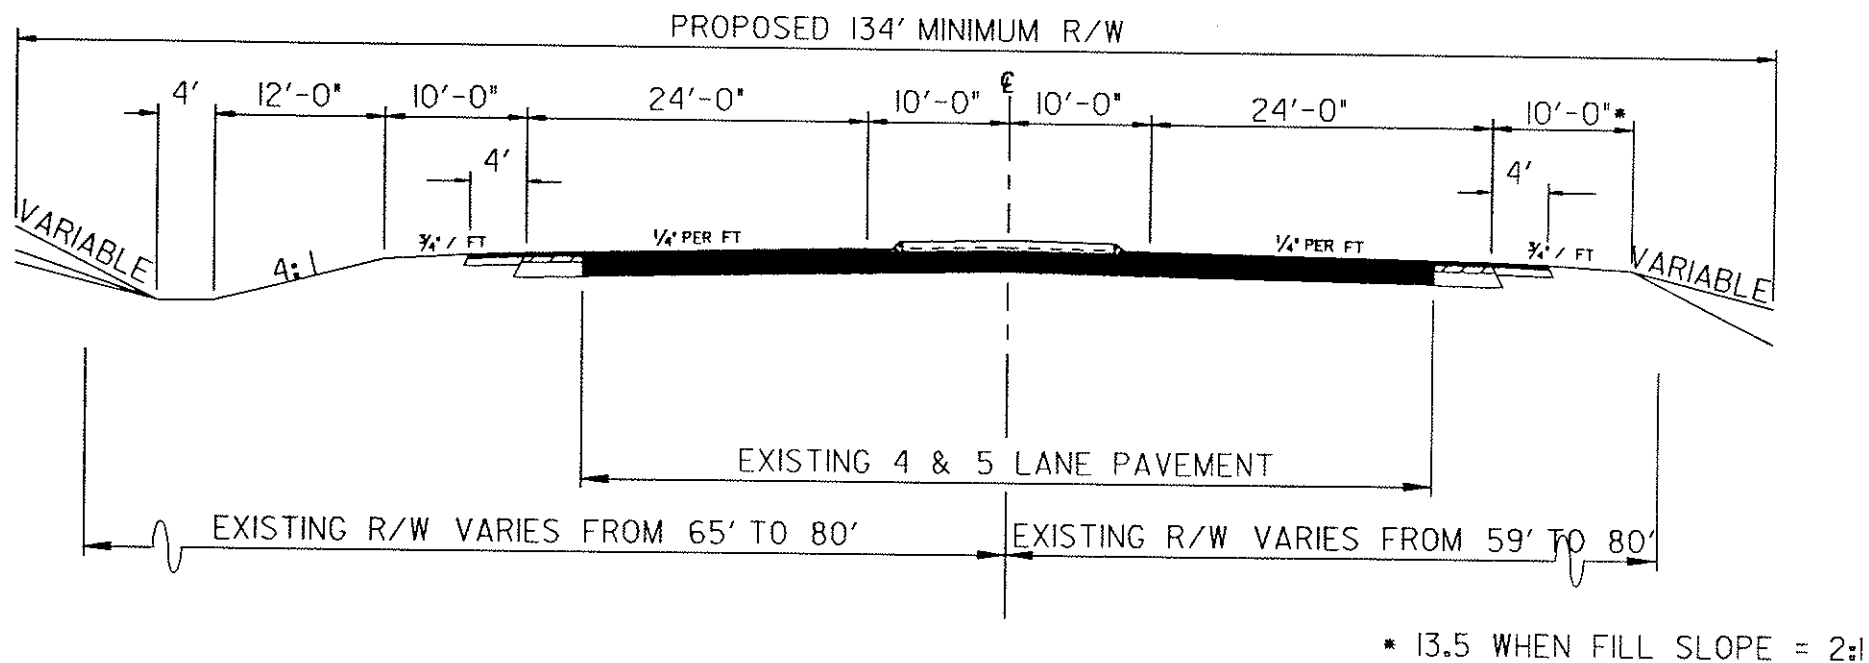 PROPOSED 134' MINIMUM R/W
4' 12'-0" 10'-0" 24'-0" 10'-0" ℄ 10'-0" 24'-0" 10'-0"*
4' 4'
VARIABLE 4:1 3/4" / FT 1/4" PER FT 1/4" PER FT 3/4" / FT VARIABLE
EXISTING 4 & 5 LANE PAVEMENT
EXISTING R/W VARIES FROM 65' TO 80' EXISTING R/W VARIES FROM 59' TO 80'
* 13.5 WHEN FILL SLOPE = 2:1